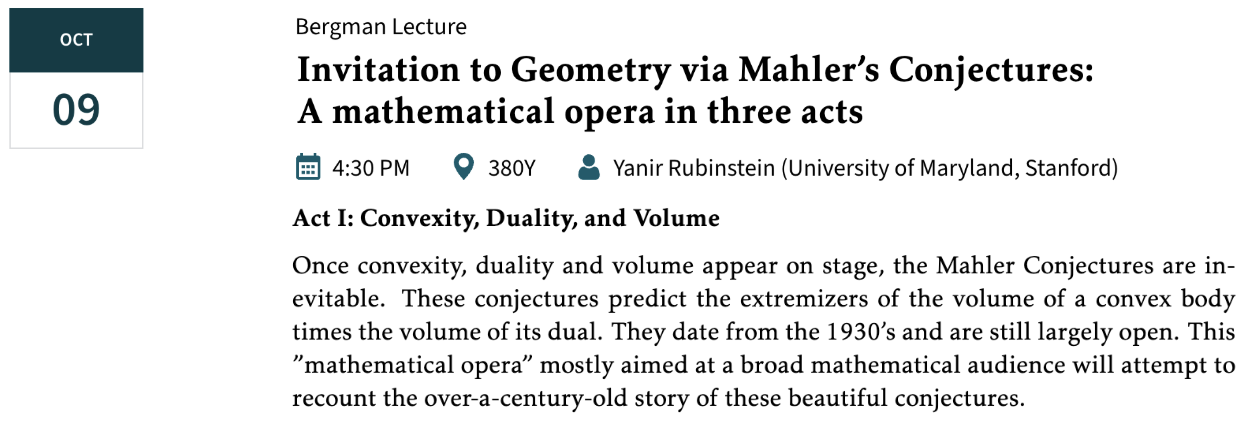 OCT
09
Bergman Lecture
Invitation to Geometry via Mahler’s Conjectures:
A mathematical opera in three acts
4:30 PM 380Y Yanir Rubinstein (University of Maryland, Stanford)
Act I: Convexity, Duality, and Volume
Once convexity, duality and volume appear on stage, the Mahler Conjectures are in-
evitable. These conjectures predict the extremizers of the volume of a convex body
times the volume of its dual. They date from the 1930’s and are still largely open. This
”mathematical opera” mostly aimed at a broad mathematical audience will attempt to
recount the over-a-century-old story of these beautiful conjectures.